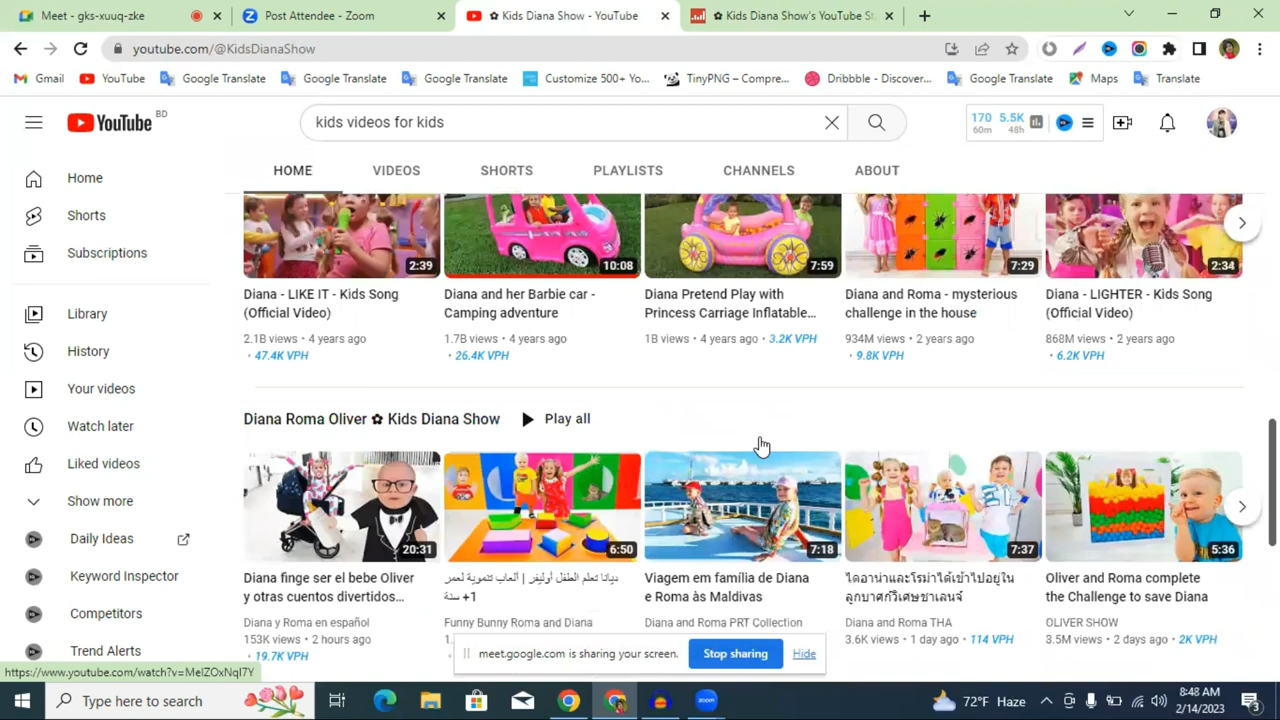 Meet - gks-xuuq-zke
Post Attendee - Zoom
✿ Kids Diana Show - YouTube
✿ Kids Diana Show's YouTube St
youtube.com/@KidsDianaShow
Gmail
YouTube
Google Translate
Google Translate
Google Translate
Customize 500+ Yo...
TinyPNG – Compre...
Dribbble - Discover...
Google Translate
Maps
Translate
YouTube BD
kids videos for kids
170 5.5K
60m 48h
Home
Shorts
Subscriptions
Library
History
Your videos
Watch later
Liked videos
Show more
Daily Ideas
Keyword Inspector
Competitors
Trend Alerts
HOME VIDEOS SHORTS PLAYLISTS CHANNELS ABOUT
2:39
Diana - LIKE IT - Kids Song
(Official Video)
2.1B views • 4 years ago
• 47.4K VPH
10:08
Diana and her Barbie car -
Camping adventure
1.7B views • 4 years ago
• 26.4K VPH
7:59
Diana Pretend Play with
Princess Carriage Inflatable...
1B views • 4 years ago • 3.2K VPH
7:29
Diana and Roma - mysterious
challenge in the house
934M views • 2 years ago
• 9.8K VPH
2:34
Diana - LIGHTER - Kids Song
(Official Video)
868M views • 2 years ago
• 6.2K VPH
Diana Roma Oliver ✿ Kids Diana Show
Play all
20:31
Diana finge ser el bebe Oliver
y otras cuentos divertidos...
Diana y Roma en español
153K views • 2 hours ago
• 19.7K VPH
6:50
ديانا تعلم الطفل أوليفر | ألعاب تنموية لعمر
1+ سنة
Funny Bunny Roma and Diana
7:18
Viagem em família de Diana
e Roma às Maldivas
Diana and Roma PRT Collection
7:37
ไดอาน่าและโรม่าได้เข้าไปอยู่ใน
ลูกบาศก์วิเศษชาเลนจ์
Diana and Roma THA
3.6K views • 1 day ago • 114 VPH
5:36
Oliver and Roma complete
the Challenge to save Diana
OLIVER SHOW
3.5M views • 2 days ago • 2K VPH
meet.google.com is sharing your screen.
Stop sharing
Hide
https://www.youtube.com/watch?v=MelZOxNqI7Y
Type here to search
zoom
72°F Haze
8:48 AM
2/14/2023
3